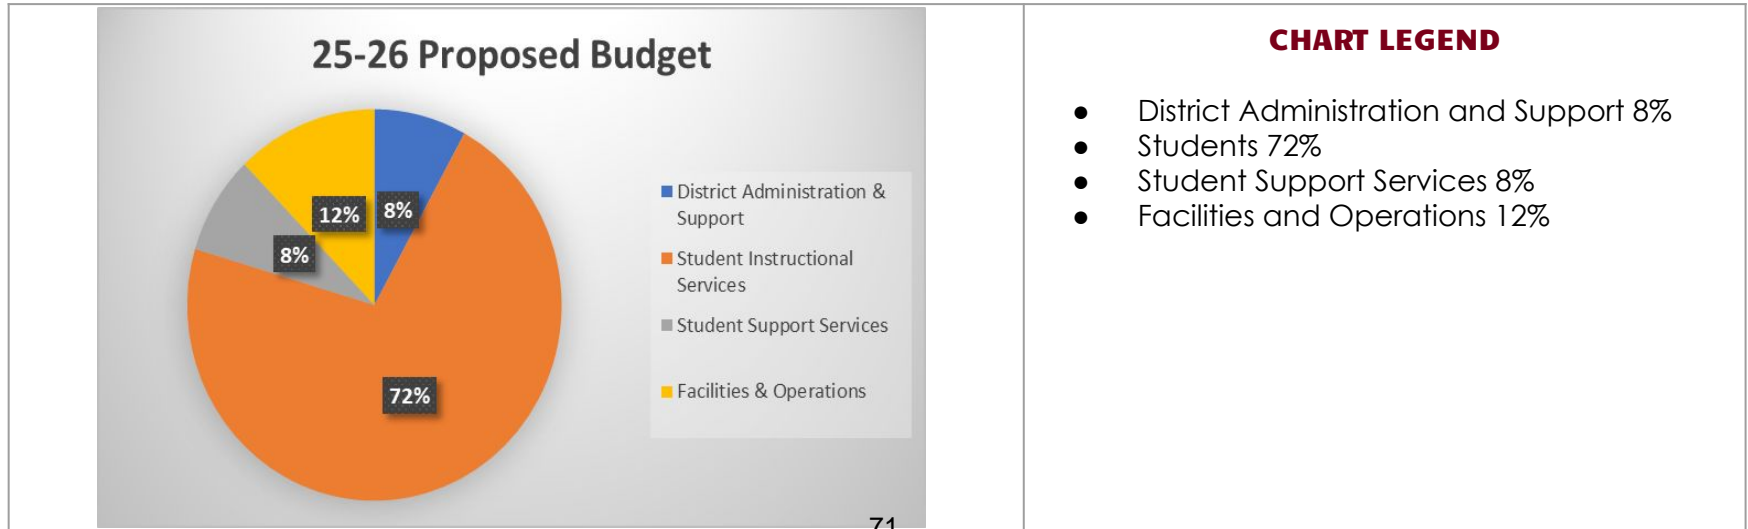 25-26 Proposed Budget
12%
8%
8%
72%
District Administration &
Support
Student Instructional
Services
Student Support Services
Facilities & Operations
71
CHART LEGEND
● District Administration and Support 8%
● Students 72%
● Student Support Services 8%
● Facilities and Operations 12%